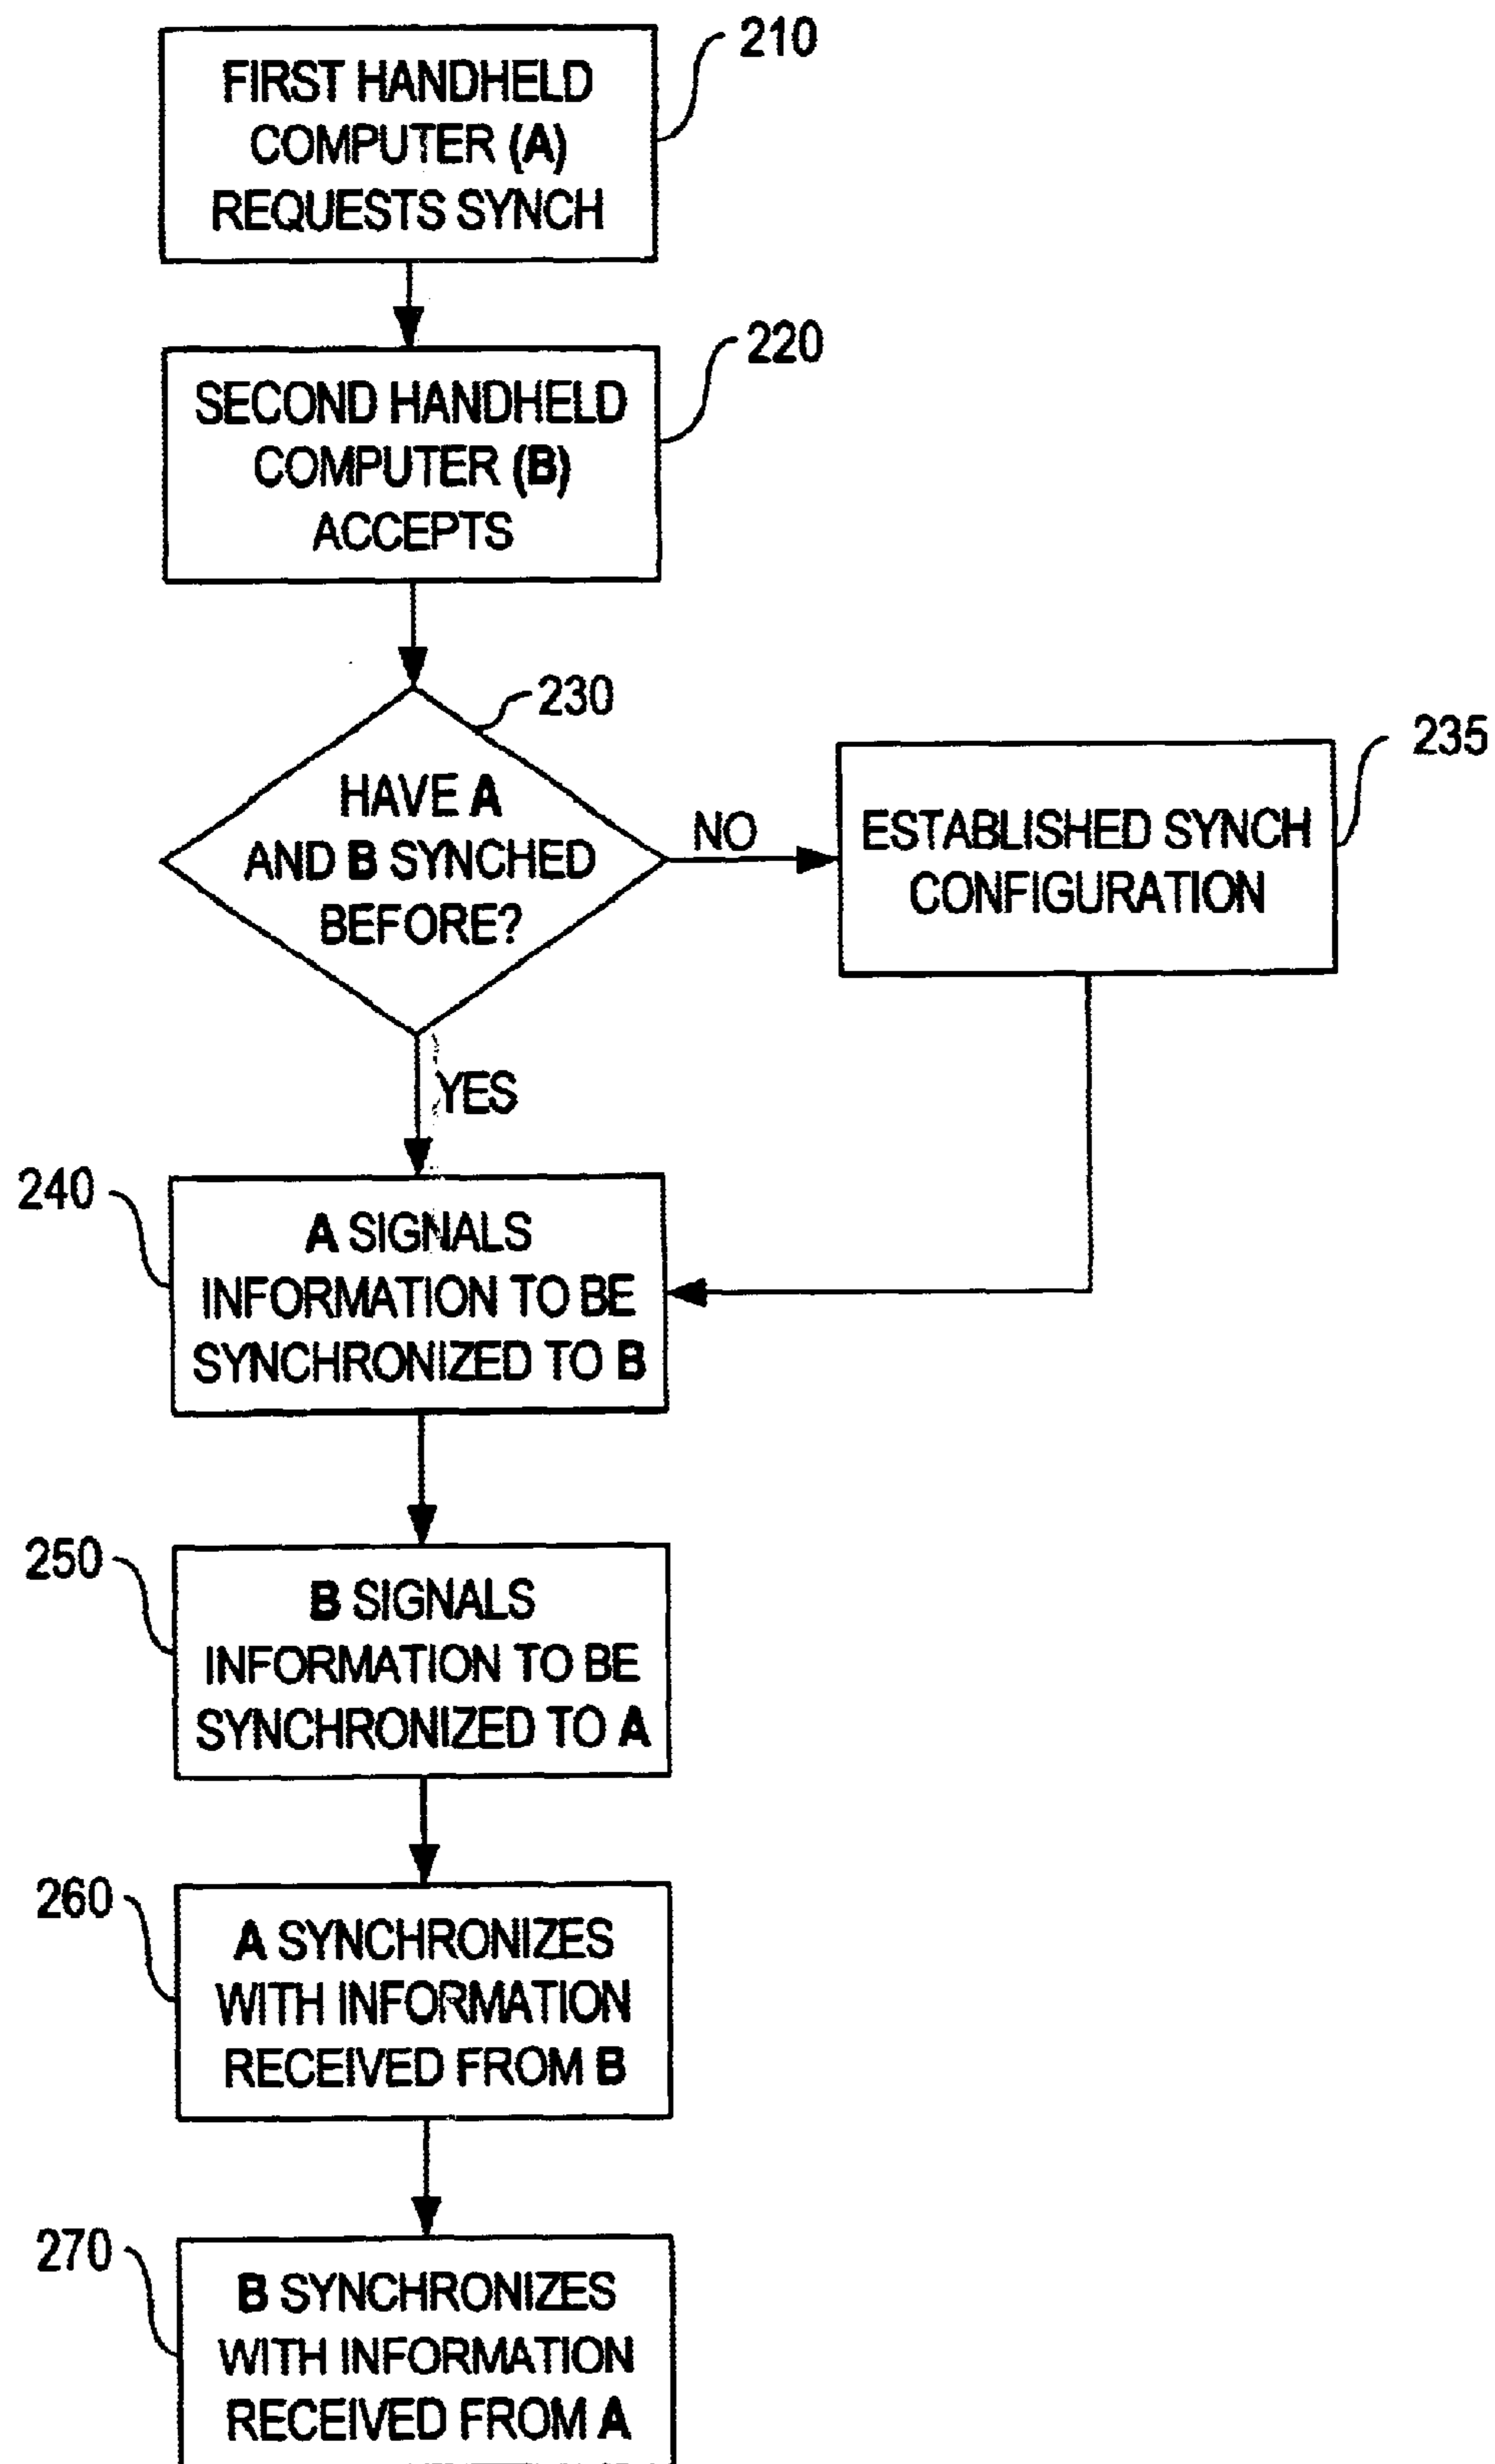 210
FIRST HANDHELD
COMPUTER (A)
REQUESTS SYNCH
220
SECOND HANDHELD
COMPUTER (B)
ACCEPTS
230
HAVE A
AND B SYNCHED
BEFORE?
NO
235
ESTABLISHED SYNCH
CONFIGURATION
YES
240
A SIGNALS
INFORMATION TO BE
SYNCHRONIZED TO B
250
B SIGNALS
INFORMATION TO BE
SYNCHRONIZED TO A
260
A SYNCHRONIZES
WITH INFORMATION
RECEIVED FROM B
270
B SYNCHRONIZES
WITH INFORMATION
RECEIVED FROM A